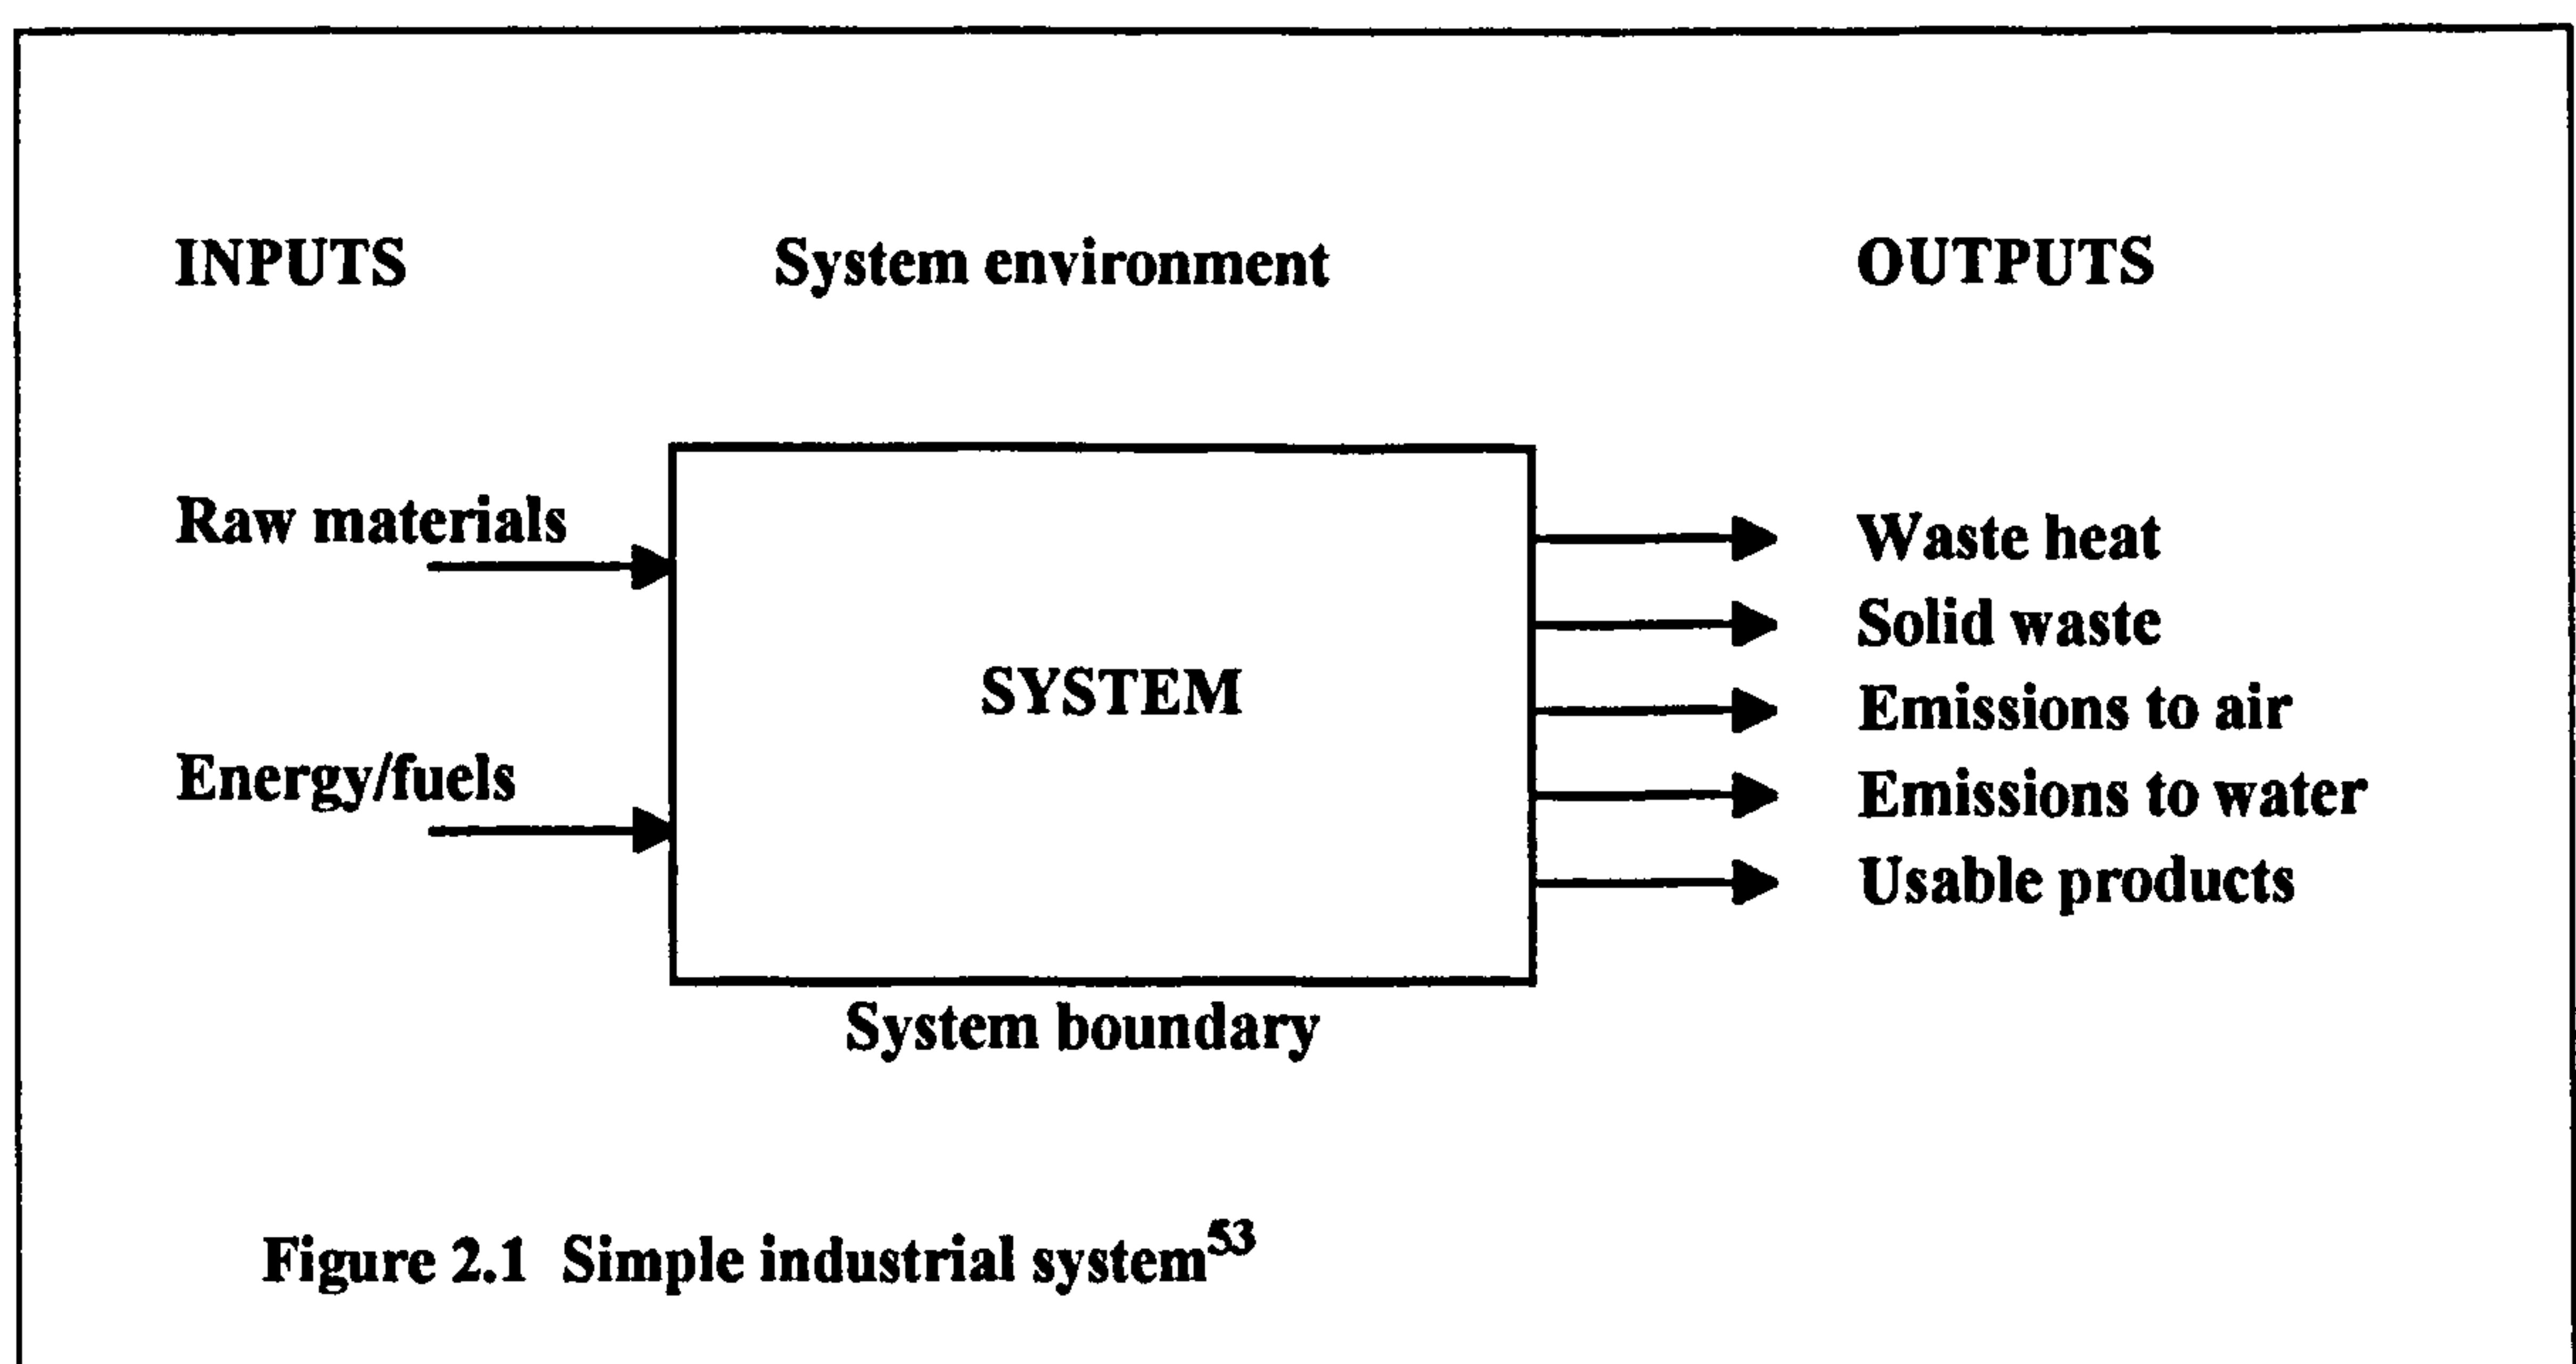 INPUTS System environment OUTPUTS
Raw materials
Energy/fuels
SYSTEM
Waste heat
Solid waste
Emissions to air
Emissions to water
Usable products
System boundary
Figure 2.1 Simple industrial system53